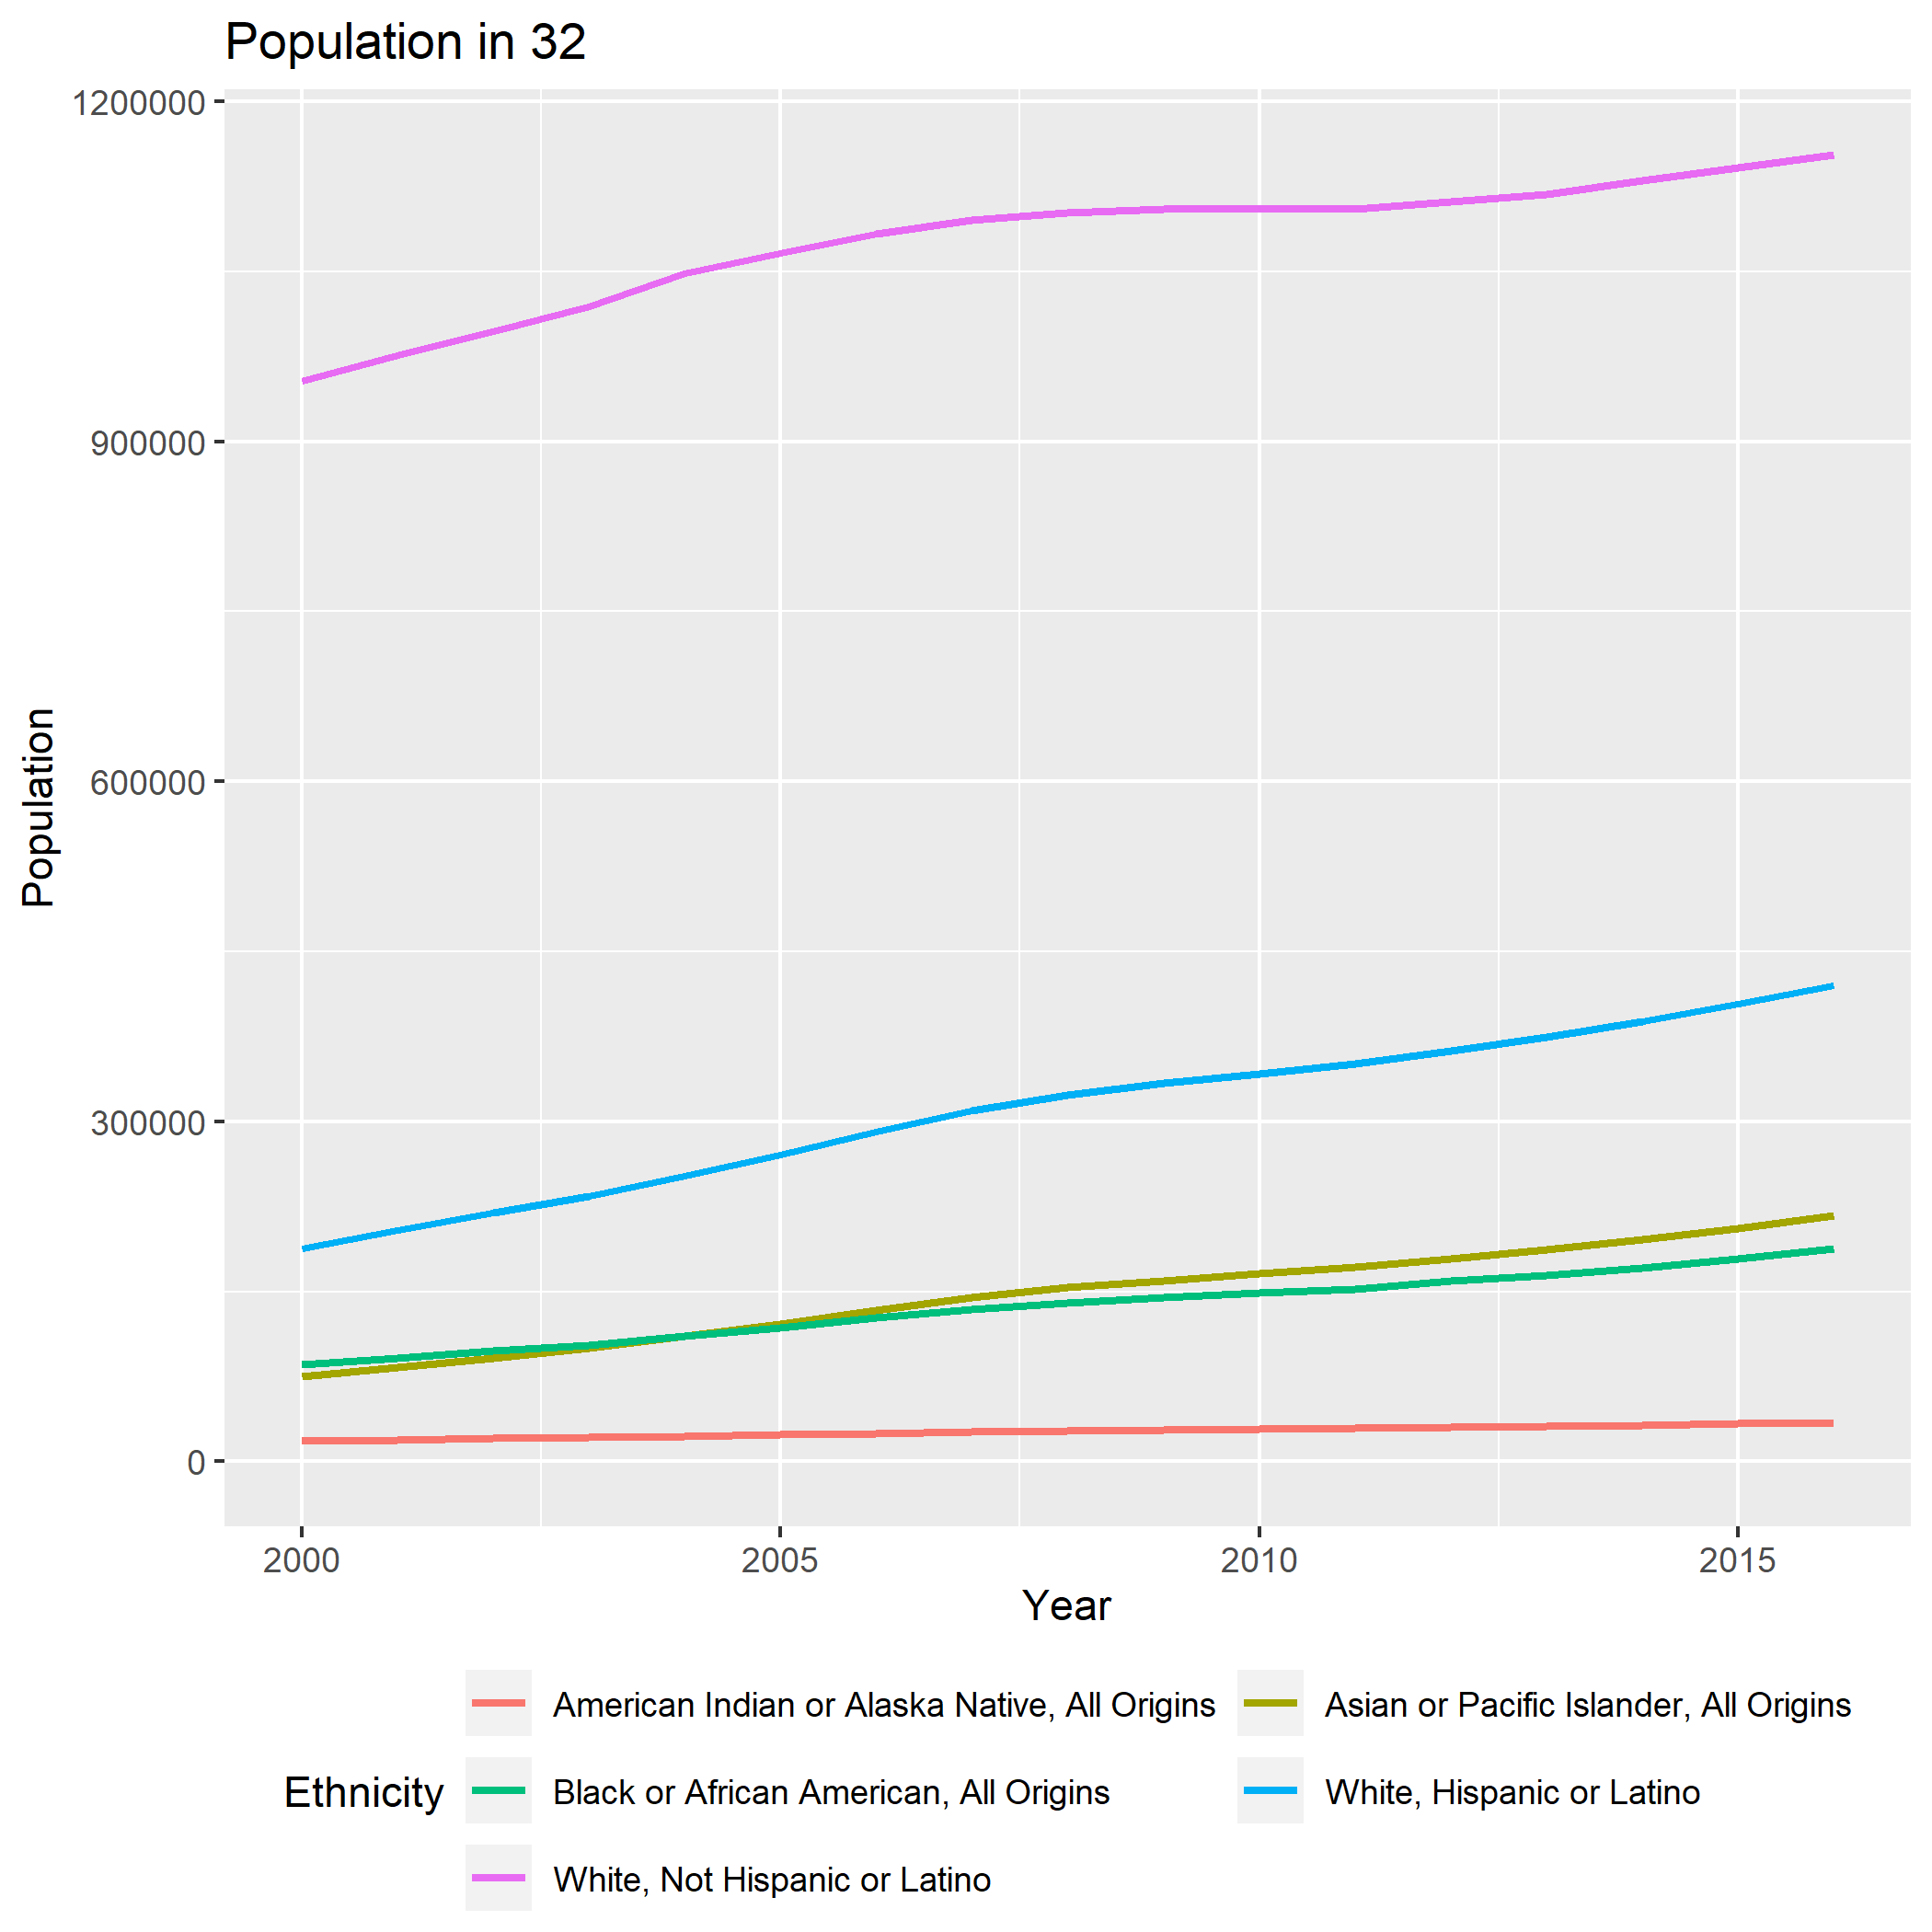 Population in 32
1200000
900000
600000
300000
0
Population
2000 2005 2010 2015
Year
Ethnicity
American Indian or Alaska Native, All Origins
Asian or Pacific Islander, All Origins
Black or African American, All Origins
White, Hispanic or Latino
White, Not Hispanic or Latino